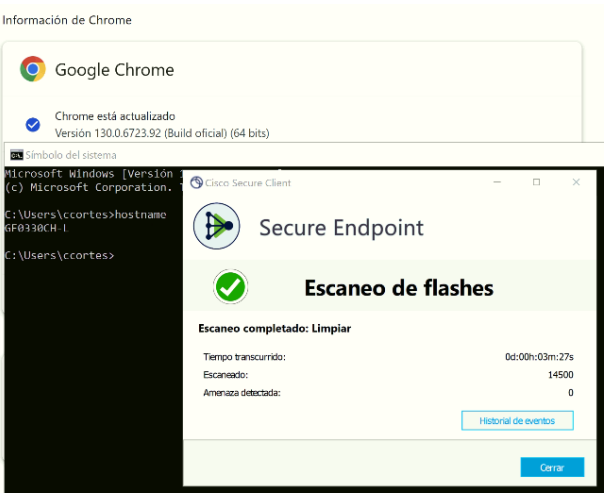 Información de Chrome
Google Chrome
Chrome está actualizado
Versión 130.0.6723.92 (Build oficial) (64 bits)
Símbolo del sistema
Microsoft Windows [Versión
(c) Microsoft Corporation.
C:\Users\ccortes>hostname
GF0330CH-L
C:\Users\ccortes>
Cisco Secure Client
Secure Endpoint
Escaneo de flashes
Escaneo completado: Limpiar
Tiempo transcurrido: 0d:00h:03m:27s
Escaneado: 14500
Amenaza detectada: 0
Historial de eventos
Cerrar